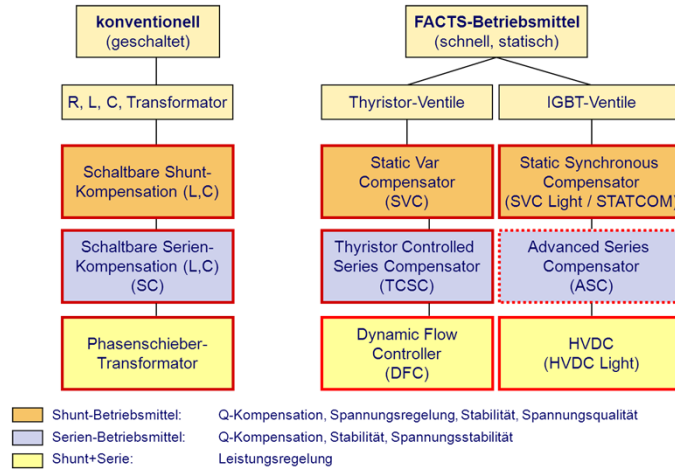 konventionell
(geschaltet)
FACTS-Betriebsmittel
(schnell, statisch)
R, L, C, Transformator
Thyristor-Ventile
IGBT-Ventile
Schaltbare Shunt-
Kompensation (L,C)
Static Var
Compensator
(SVC)
Static Synchronous
Compensator
(SVC Light / STATCOM)
Schaltbare Serien-
Kompensation (L,C)
(SC)
Thyristor Controlled
Series Compensator
(TCSC)
Advanced Series
Compensator
(ASC)
Phasenschieber-
Transformator
Dynamic Flow
Controller
(DFC)
HVDC
(HVDC Light)
Shunt-Betriebsmittel: Q-Kompensation, Spannungsregelung, Stabilität, Spannungsqualität
Serien-Betriebsmittel: Q-Kompensation, Stabilität, Spannungsstabilität
Shunt+Serie: Leistungsregelung